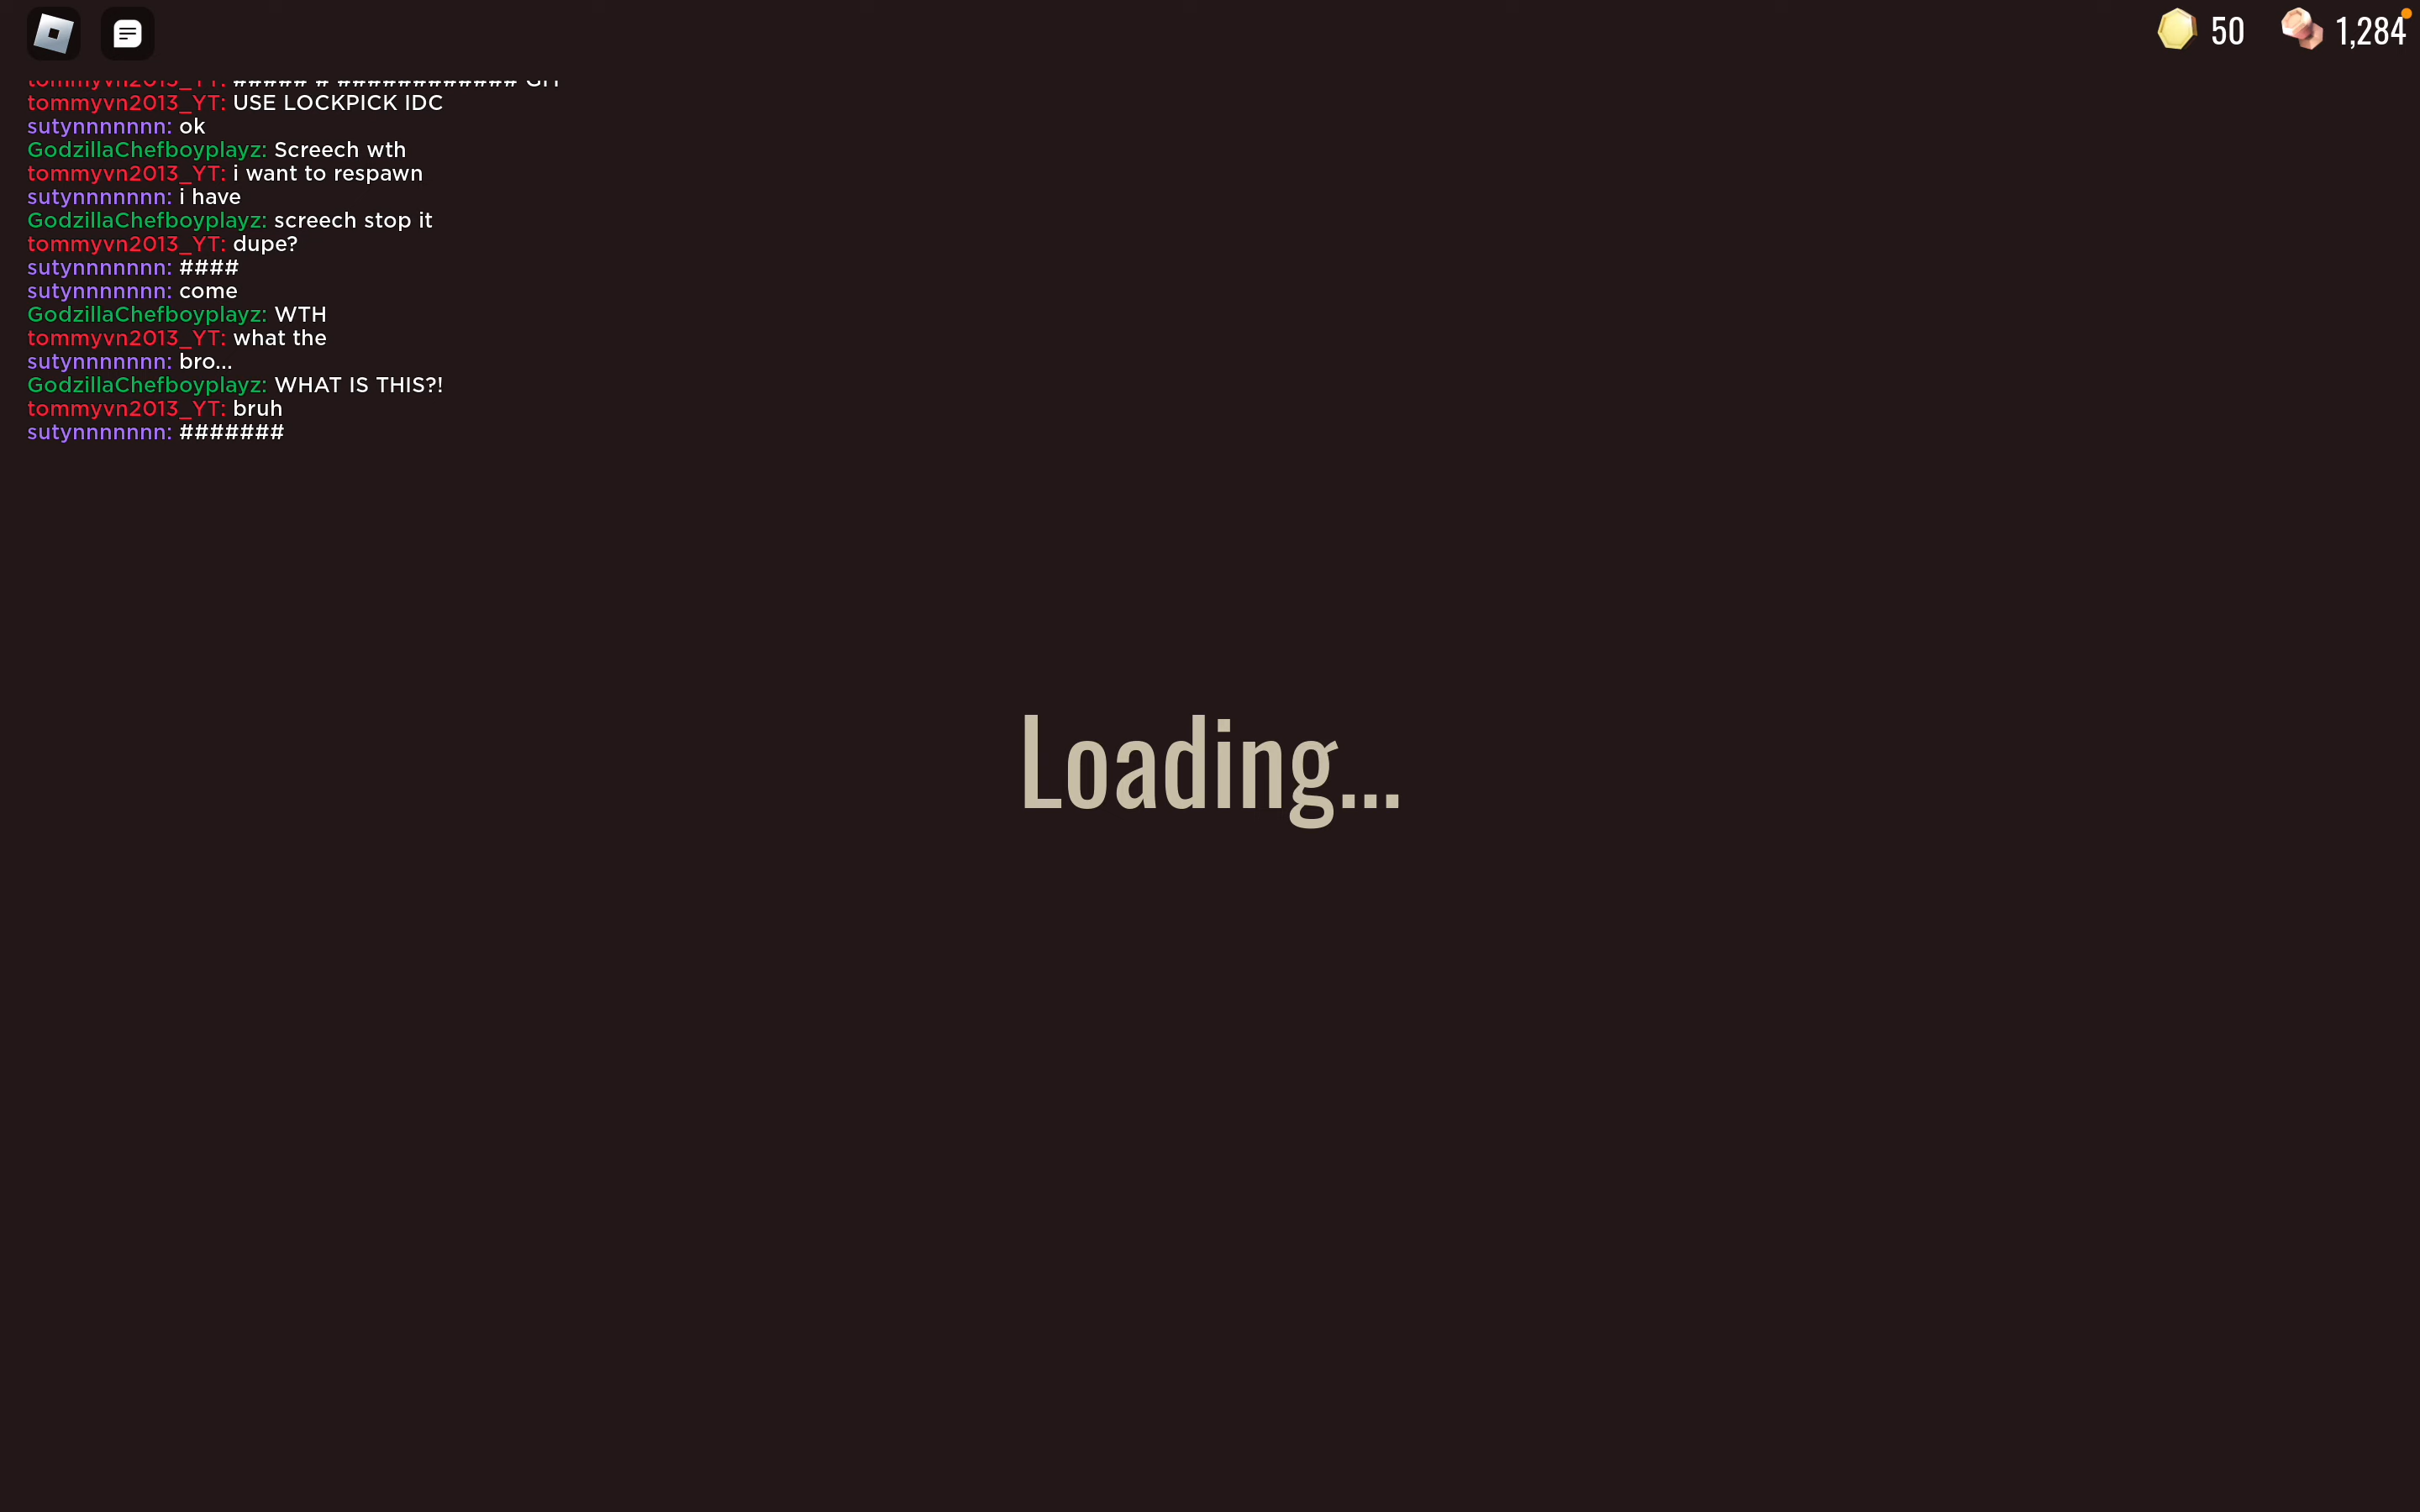 50
1,284
tommyvn2013_YT: ##### # ############
tommyvn2013_YT: USE LOCKPICK IDC
sutynnnnnnn: ok
GodzillaChefboyplayz: Screech wth
tommyvn2013_YT: i want to respawn
sutynnnnnnn: i have
GodzillaChefboyplayz: screech stop it
tommyvn2013_YT: dupe?
sutynnnnnnn: ####
sutynnnnnnn: come
GodzillaChefboyplayz: WTH
tommyvn2013_YT: what the
sutynnnnnnn: bro...
GodzillaChefboyplayz: WHAT IS THIS?!
tommyvn2013_YT: bruh
sutynnnnnnn: #######
Loading...